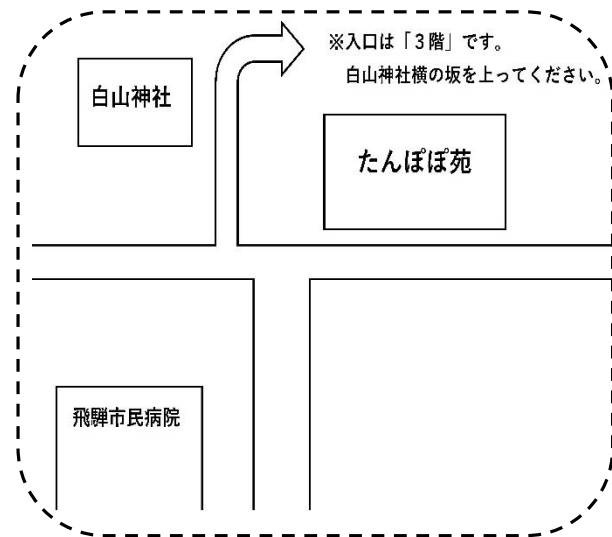 ※入口は「３階」です。
白山神社横の坂を上ってください。
白山神社
たんぽぽ苑
飛騨市民病院